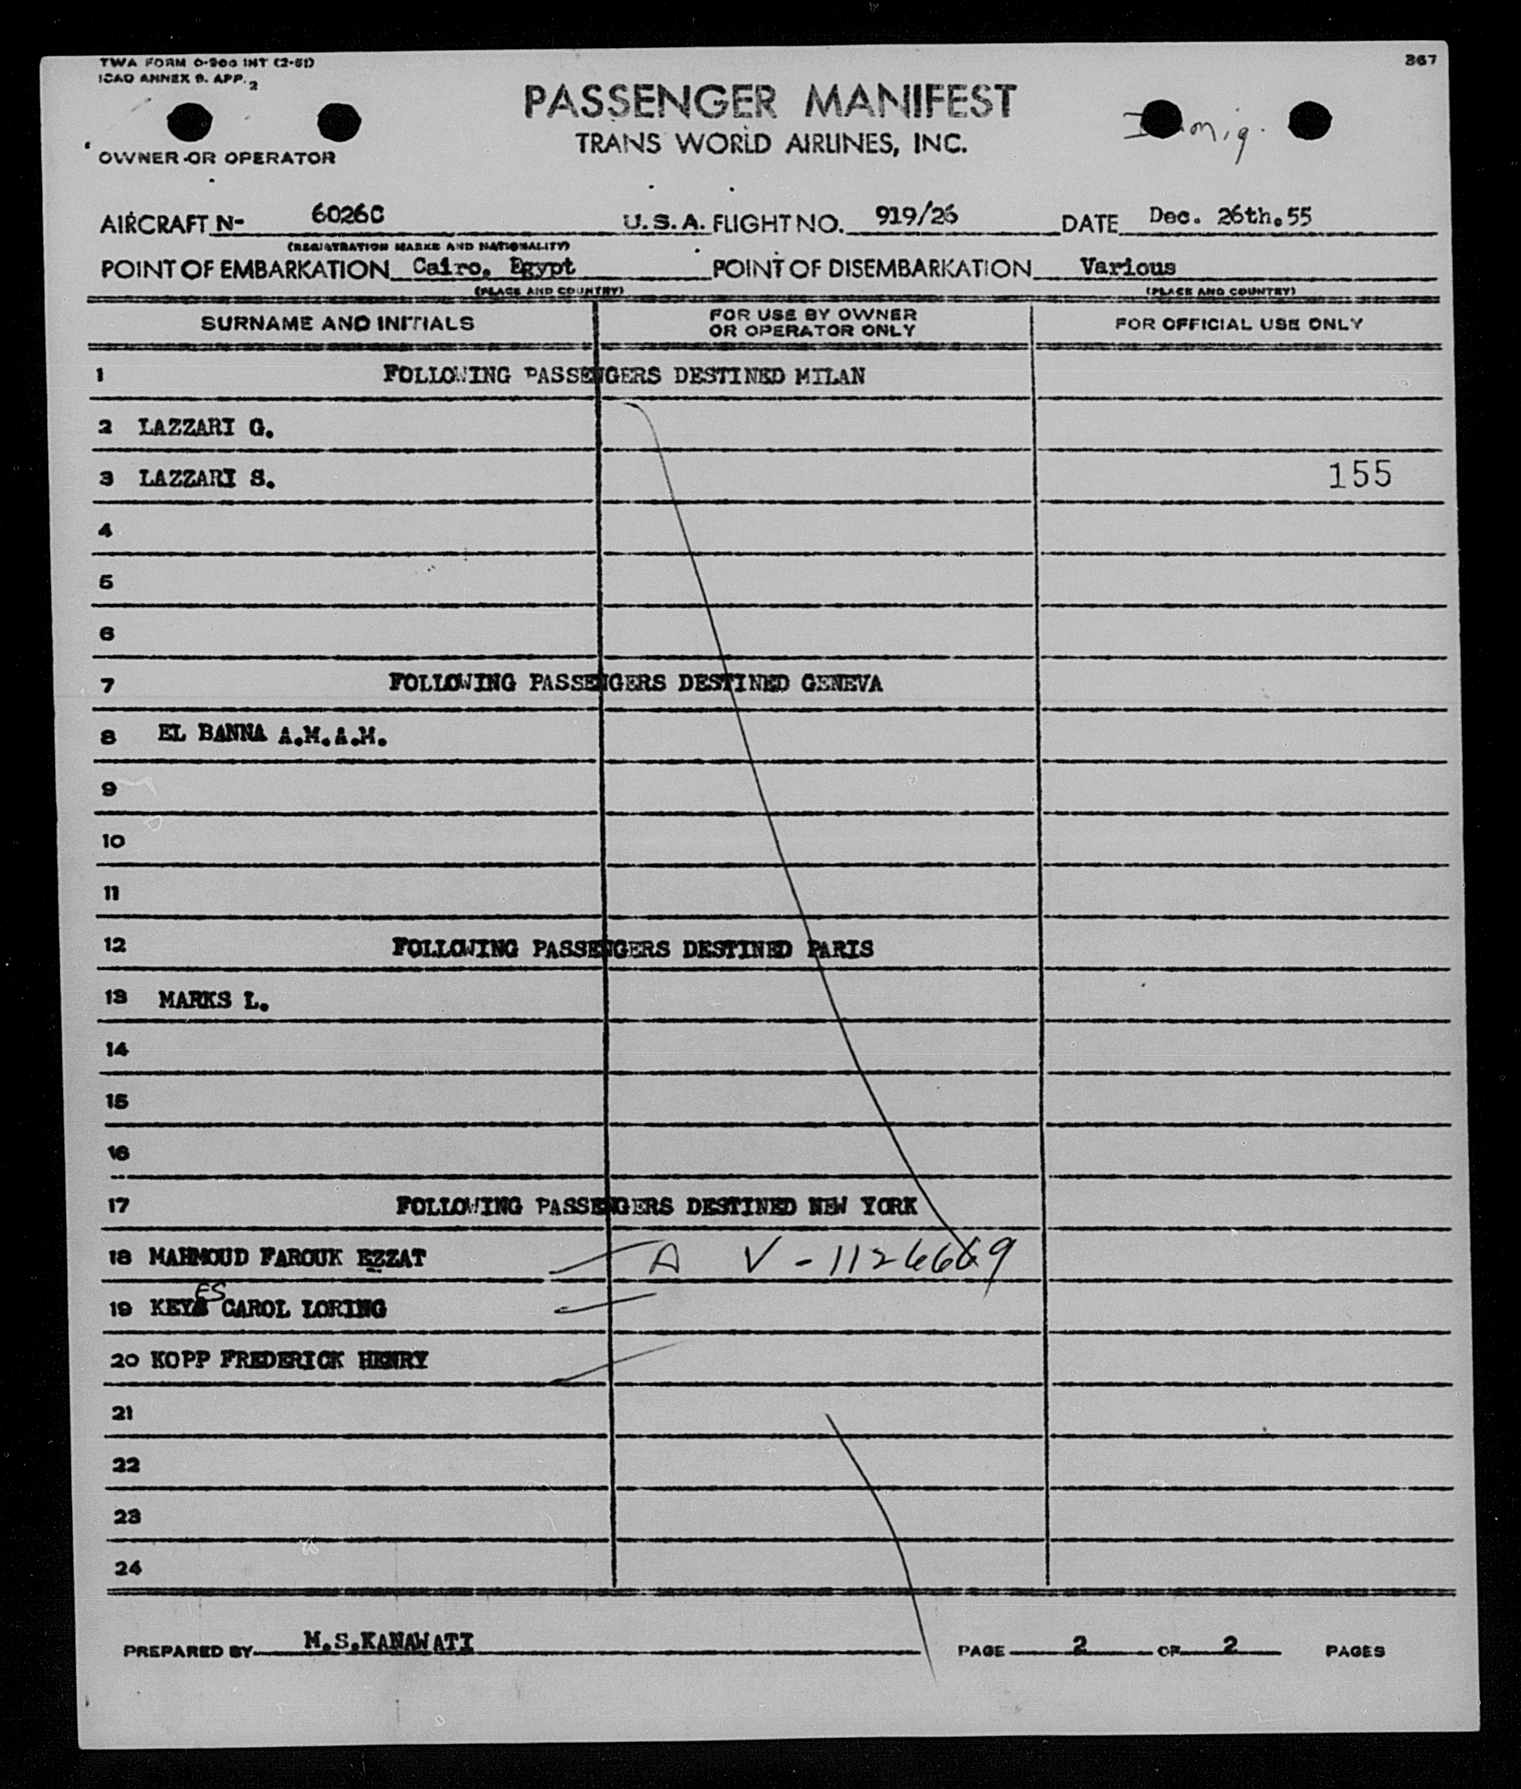 TWA FORM O-900 INT (2-51)
367
ICAO ANNEX 9. APP. 2
PASSENGER MANIFEST
TRANS WORLD AIRLINES, INC.
OWNER OR OPERATOR
AIRCRAFT N- 6026C U.S.A. FLIGHT NO. 919/26 DATE Dec. 26th.55
(REGISTRATION MARKS AND NATIONALITY)
POINT OF EMBARKATION Cairo, Egypt POINT OF DISEMBARKATION Various
(PLACE AND COUNTRY) (PLACE AND COUNTRY)
SURNAME AND INITIALS FOR USE BY OWNER OR OPERATOR ONLY FOR OFFICIAL USE ONLY
1 FOLLOWING PASSENGERS DESTINED MILAN
2 LAZZARI G.
3 LAZZARI S. 155
4
5
6
7 FOLLOWING PASSENGERS DESTINED GENEVA
8 EL BANNA A.M.A.M.
9
10
11
12 FOLLOWING PASSENGERS DESTINED PARIS
13 MARKS L.
14
15
16
17 FOLLOWING PASSENGERS DESTINED NEW YORK
18 MAHMOUD FAROUK EZZAT A V-1126669
19 KEYES CAROL LORING
20 KOPP FREDERICK HENRY
21
22
23
24
PREPARED BY M.S.KANAWATI PAGE 2 OF 2 PAGES